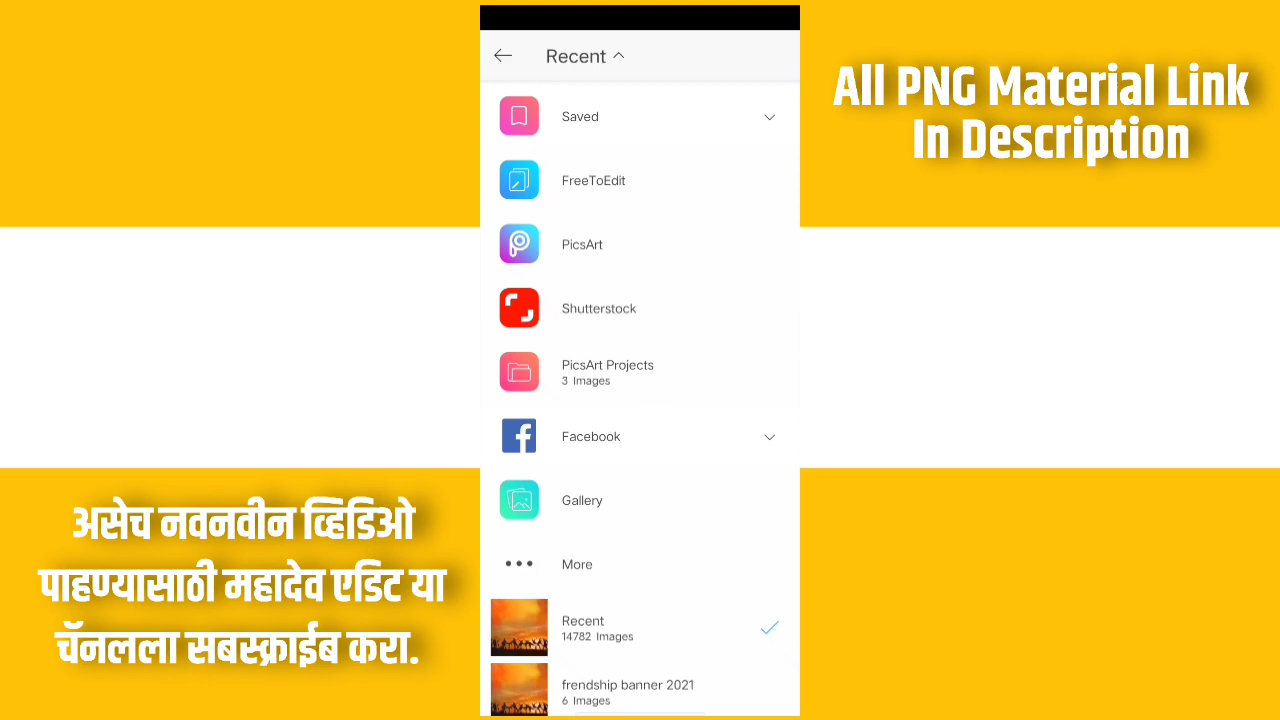 Recent
All PNG Material Link
In Description
Saved
FreeToEdit
PicsArt
Shutterstock
PicsArt Projects
3 Images
Facebook
Gallery
More
Recent
14782 Images
frendship banner 2021
6 Images
असेच नवनवीन व्हिडिओ
पाहण्यासाठी महादेव एडिट या
चॅनलला सबस्क्राईब करा.